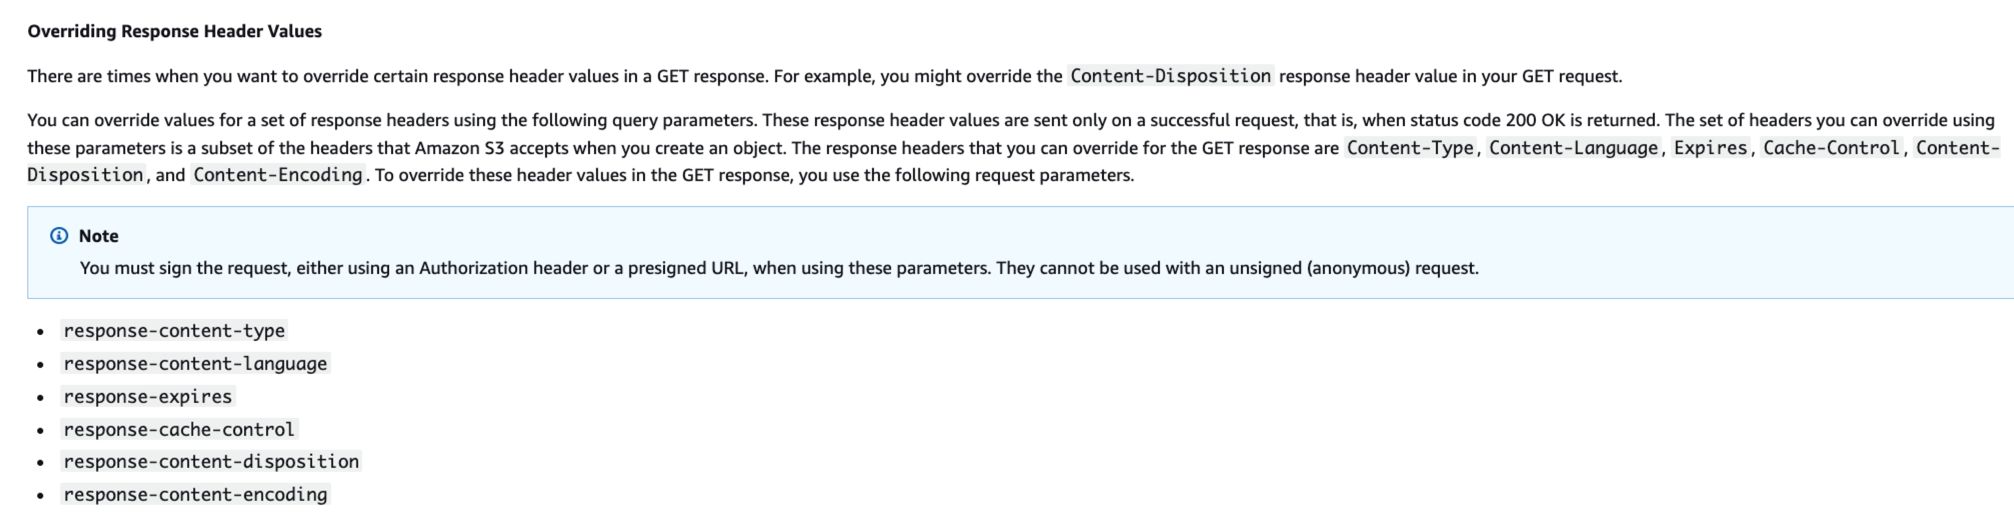 Overriding Response Header Values
There are times when you want to override certain response header values in a GET response. For example, you might override the Content-Disposition response header value in your GET request.
You can override values for a set of response headers using the following query parameters. These response header values are sent only on a successful request, that is, when status code 200 OK is returned. The set of headers you can override using
these parameters is a subset of the headers that Amazon S3 accepts when you create an object. The response headers that you can override for the GET response are Content-Type, Content-Language, Expires, Cache-Control, Content-
Disposition, and Content-Encoding. To override these header values in the GET response, you use the following request parameters.
Note
You must sign the request, either using an Authorization header or a presigned URL, when using these parameters. They cannot be used with an unsigned (anonymous) request.
• response-content-type
• response-content-language
• response-expires
• response-cache-control
• response-content-disposition
• response-content-encoding